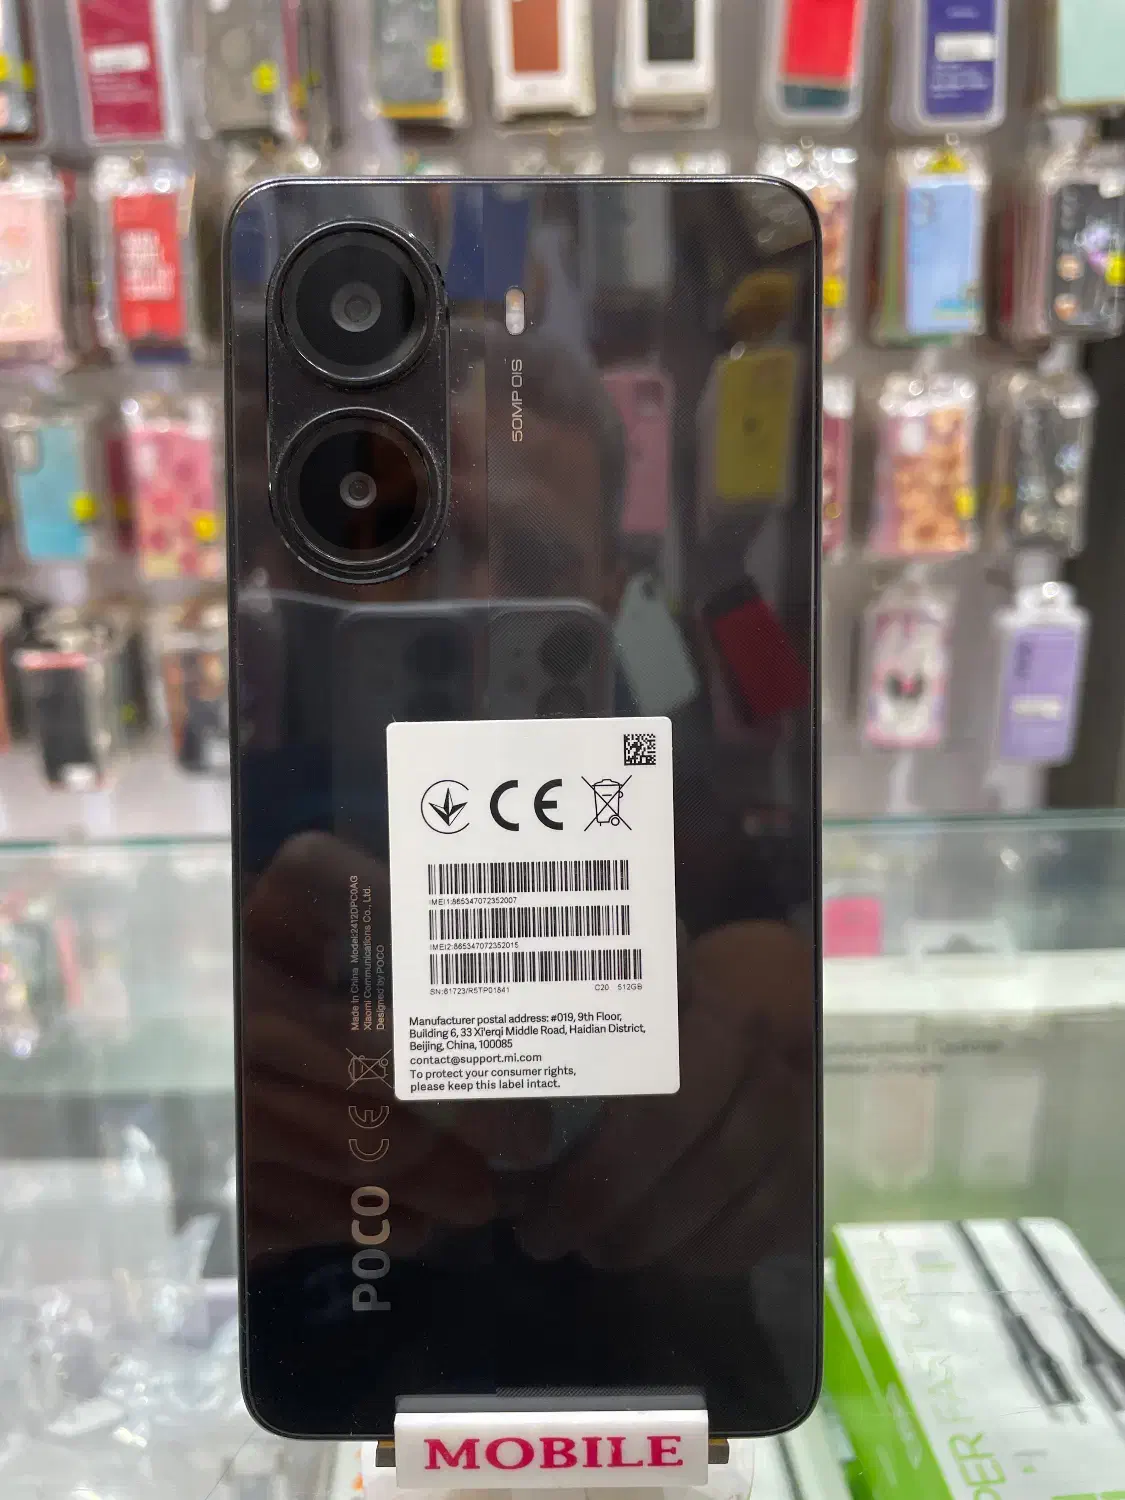 50MP OIS
CE
IMEI1:865347072352007
IMEI2:865347072352015
SN:61723/R5TP01841 C20 512GB
Manufacturer postal address: #019, 9th Floor,
Building 6, 33 Xi'erqi Middle Road, Haidian District,
Beijing, China, 100085
contact@support.mi.com
To protect your consumer rights,
please keep this label intact.
Made in China Model:2412DPC0AG
Xiaomi Communications Co., Ltd.
Designed by POCO
CE
POCO
MOBILE